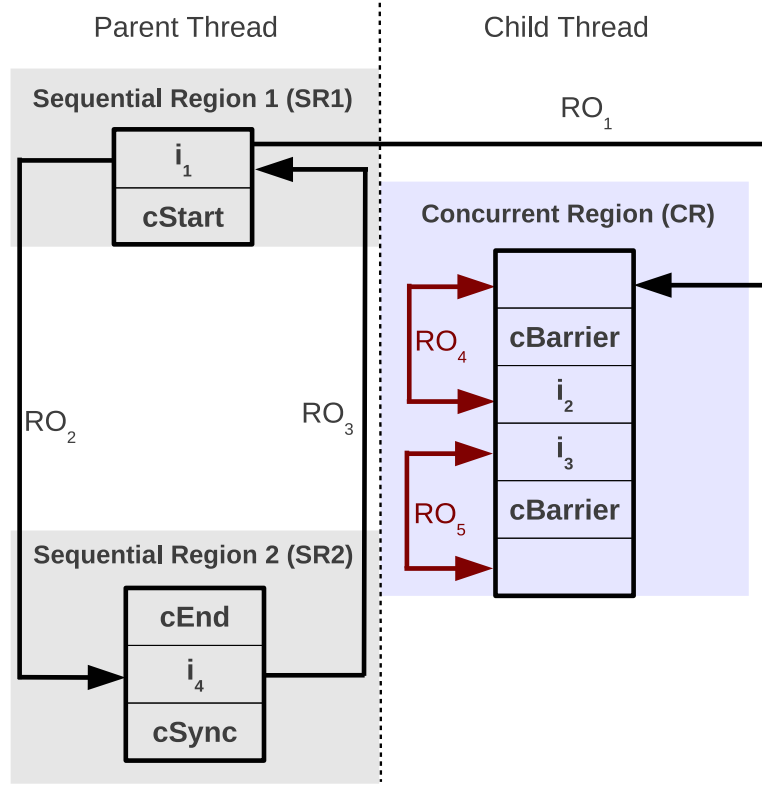 Parent Thread
Child Thread
Sequential Region 1 (SR1)
RO1
i1
cStart
Concurrent Region (CR)
cBarrier
RO4
i2
RO2
RO3
i3
cBarrier
RO5
Sequential Region 2 (SR2)
cEnd
i4
cSync